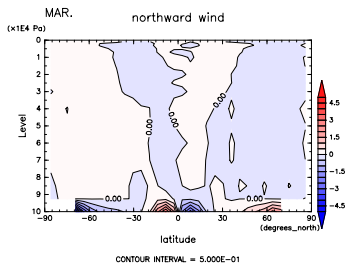 MAR.
northward wind
(×1E4 Pa)
0
1
2
3
4
5
6
7
8
9
10
Level
0.00
0.00
0.00
0.00
0.00
4.5
3
1.5
0
−1.5
−3
−4.5
−90 −60 −30 0 30 60 90
(degrees_north)
latitude
CONTOUR INTERVAL = 5.000E−01